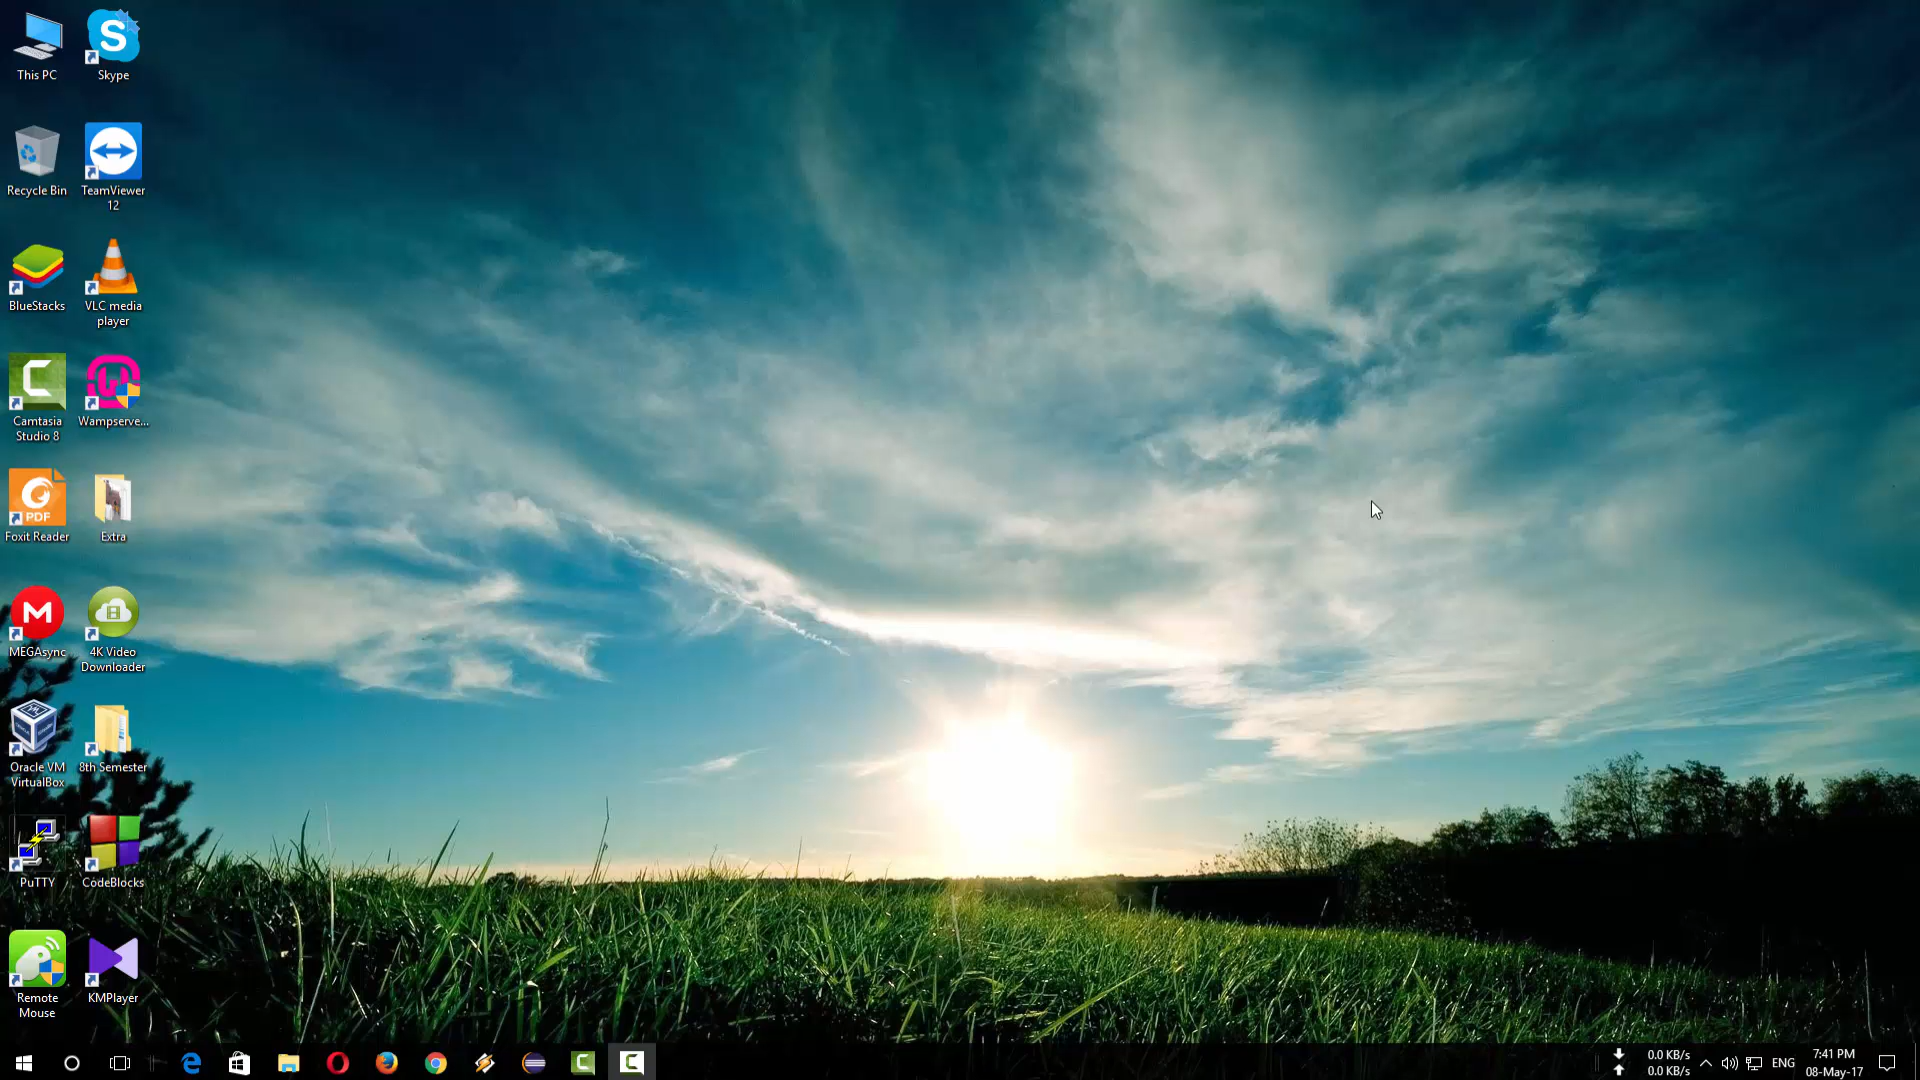 This PC
Skype
Recycle Bin
TeamViewer
12
BlueStacks
VLC media
player
Camtasia
Studio 8
Wampserve...
PDF
Foxit Reader
Extra
MEGAsync
4K Video
Downloader
Oracle VM
VirtualBox
8th Semester
PuTTY
CodeBlocks
Remote
Mouse
KMPlayer
0.0 KB/s
0.0 KB/s
ENG
7:41 PM
08-May-17